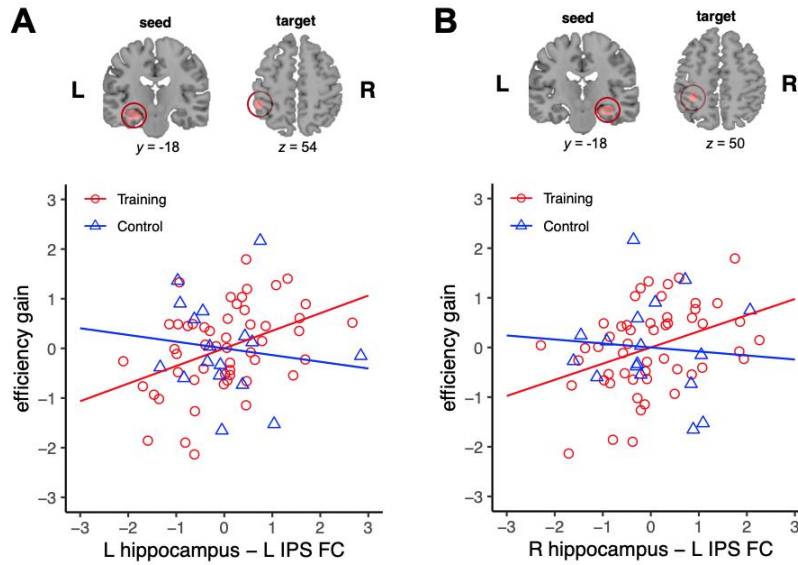 A
seed
target
L
R
y = -18
z = 54
Training
Control
3
2
1
0
−1
−2
−3
efficiency gain
−3 −2 −1 0 1 2 3
L hippocampus – L IPS FC
B
seed
target
L
R
y = -18
z = 50
Training
Control
3
2
1
0
−1
−2
−3
efficiency gain
−3 −2 −1 0 1 2 3
R hippocampus – L IPS FC